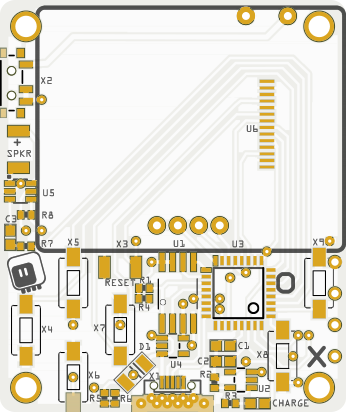 X2
U6
+
SPKR
U5
C3
R8
R7
X5
X3
U1
U3
X9
RESET
R1
R4
X4
X7
D1
U4
C1
C2
X8
X6
R2
U2
R5
R6
X1
R3
CHARGE